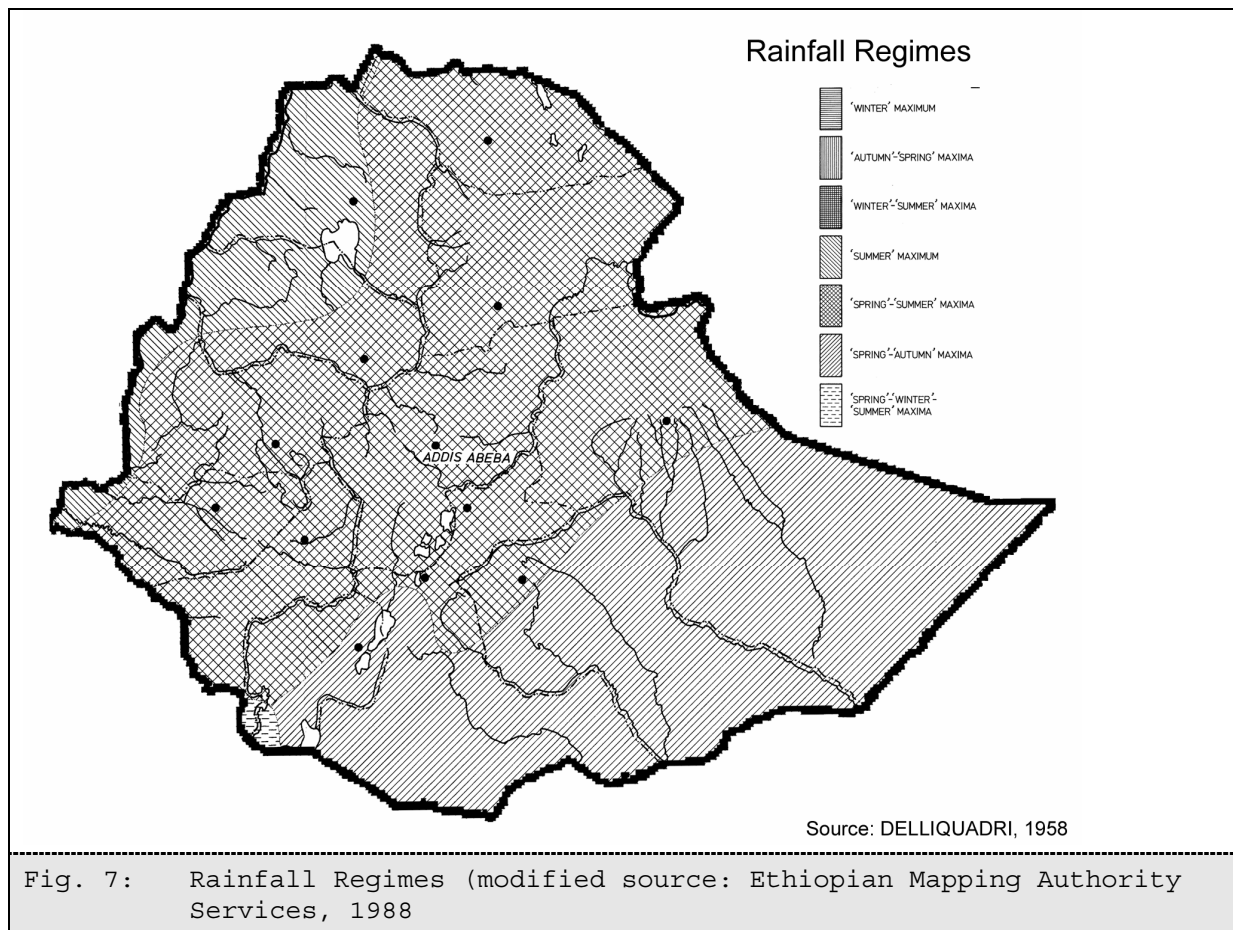 Rainfall Regimes
'WINTER' MAXIMUM
'AUTUMN'-'SPRING' MAXIMA
'WINTER'-'SUMMER' MAXIMA
'SUMMER' MAXIMUM
'SPRING'-'SUMMER' MAXIMA
'SPRING'-'AUTUMN' MAXIMA
'SPRING'-'WINTER'-
'SUMMER' MAXIMA
ADDIS ABEBA
Source: DELLIQUADRI, 1958
Fig. 7: Rainfall Regimes (modified source: Ethiopian Mapping Authority
Services, 1988